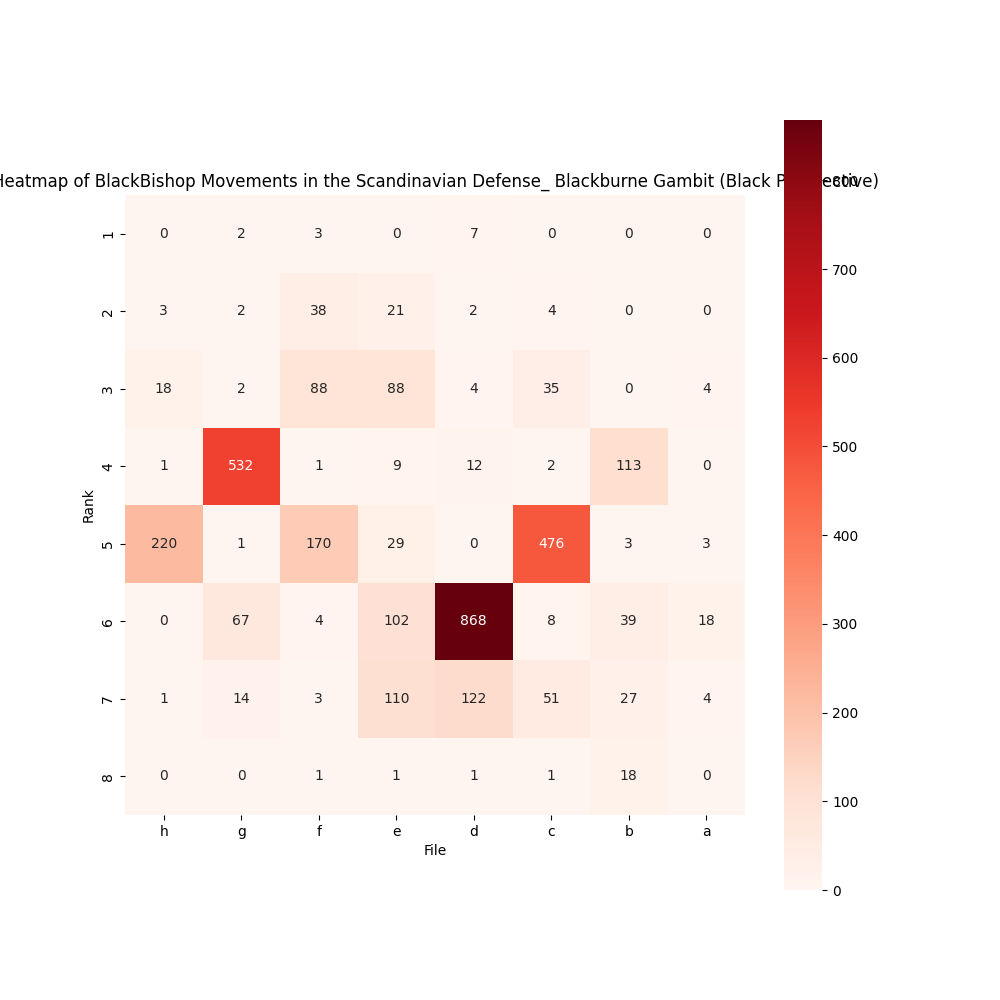 Heatmap of BlackBishop Movements in the Scandinavian Defense_ Blackburne Gambit (Black
800
700
600
500
400
300
200
100
0
Rank
1 0 2 3 0 7 0 0 0
2 3 2 38 21 2 4 0 0
3 18 2 88 88 4 35 0 4
4 1 532 1 9 12 2 113 0
5 220 1 170 29 0 476 3 3
6 0 67 4 102 868 8 39 18
7 1 14 3 110 122 51 27 4
8 0 0 1 1 1 1 18 0
h g f e d c b a
File